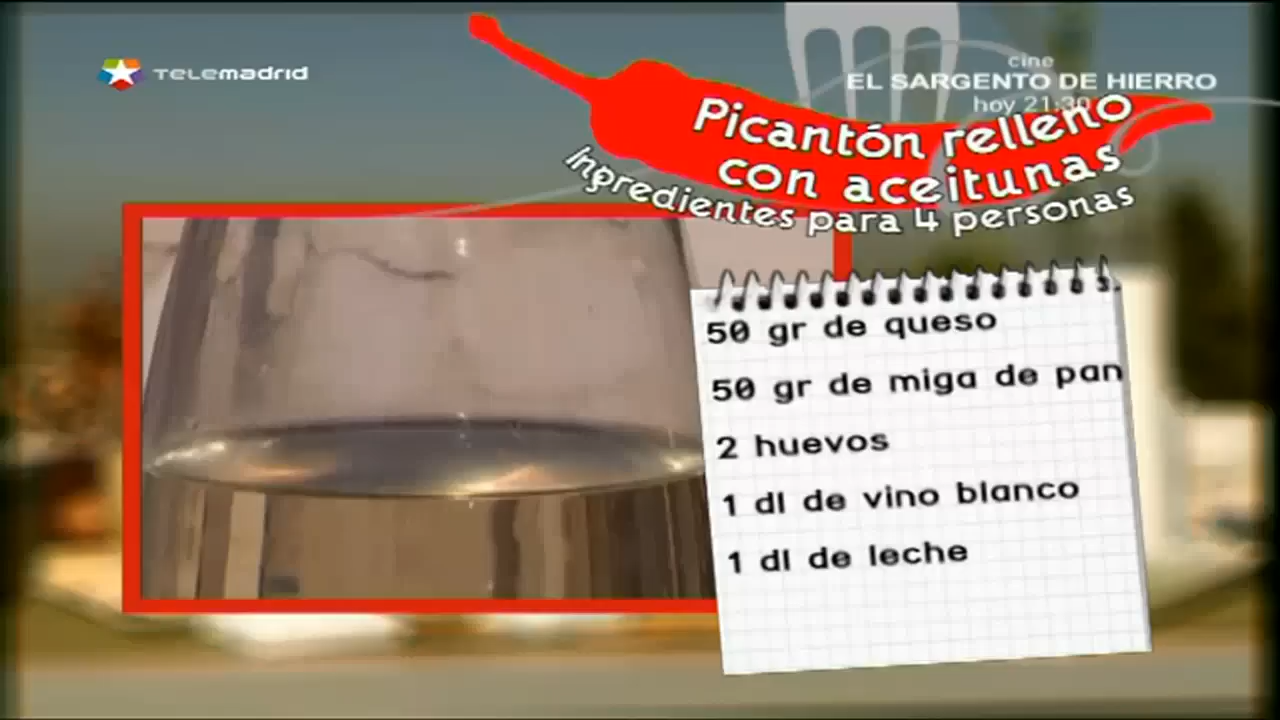 TELEMADRID
cine
EL SARGENTO DE HIERRO
hoy 21:30
Picantón relleno
con aceitunas
Ingredientes para 4 personas
50 gr de queso
50 gr de miga de pan
2 huevos
1 dl de vino blanco
1 dl de leche